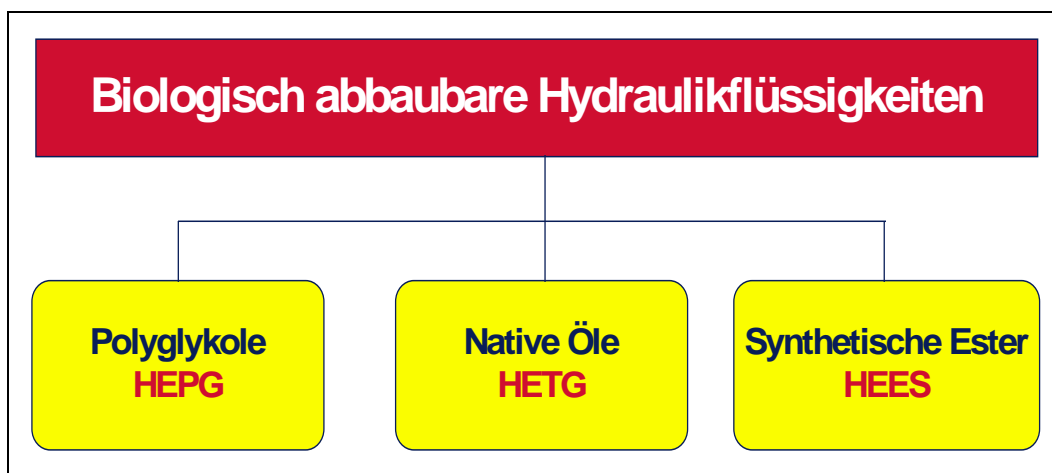 Biologisch abbaubare Hydraulikflüssigkeiten
Polyglykole
HEPG
Native Öle
HETG
Synthetische Ester
HEES